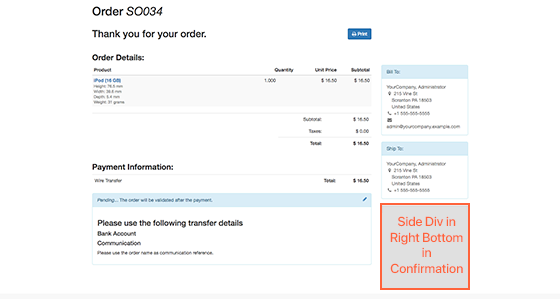 Order SO034
Thank you for your order.
Print
Order Details:
Product Quantity Unit Price Subtotal
iPod (16 GB) 1,000 $ 16.50 $ 16.50
Height: 76.5 mm
Width: 39.6 mm
Depth: 5.4 mm
Weight: 31 grams
Subtotal: $ 16.50
Taxes: $ 0.00
Total: $ 16.50
Payment Information:
Wire Transfer Total: $ 16.50
Pending... The order will be validated after the payment.
Please use the following transfer details
Bank Account
Communication
Please use the order name as communication reference.
Bill To:
YourCompany, Administrator
215 Vine St
Scranton PA 18503
United States
+1 555-555-5555
admin@yourcompany.example.com
Ship To:
YourCompany, Administrator
215 Vine St
Scranton PA 18503
United States
+1 555-555-5555
Side Div in
Right Bottom
in
Confirmation